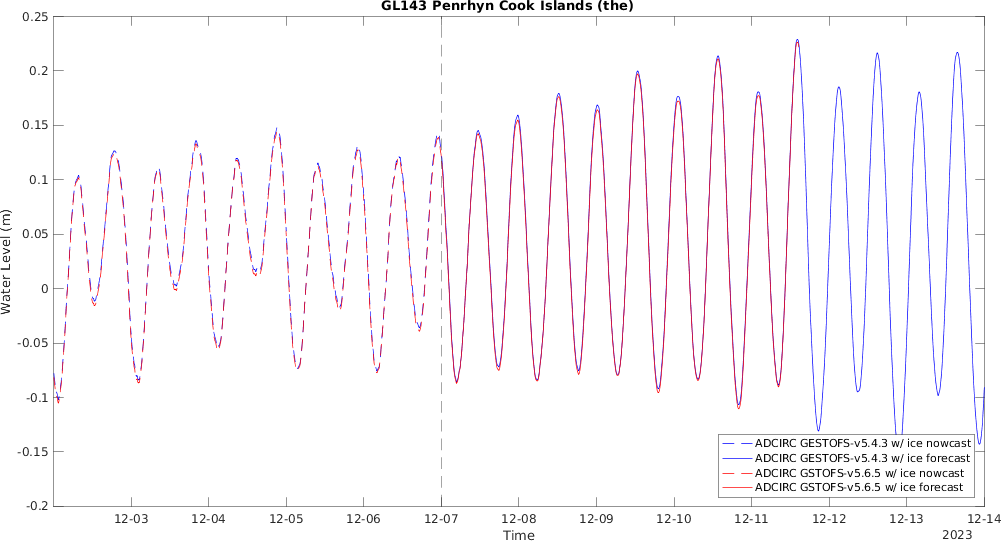 GL143 Penrhyn Cook Islands (the)
0.25
0.2
0.15
0.1
0.05
0
-0.05
-0.1
-0.15
-0.2
Water Level (m)
ADCIRC GESTOFS-v5.4.3 w/ ice nowcast
ADCIRC GESTOFS-v5.4.3 w/ ice forecast
ADCIRC GSTOFS-v5.6.5 w/ ice nowcast
ADCIRC GSTOFS-v5.6.5 w/ ice forecast
12-03 12-04 12-05 12-06 12-07 12-08 12-09 12-10 12-11 12-12 12-13 12-14
Time
2023